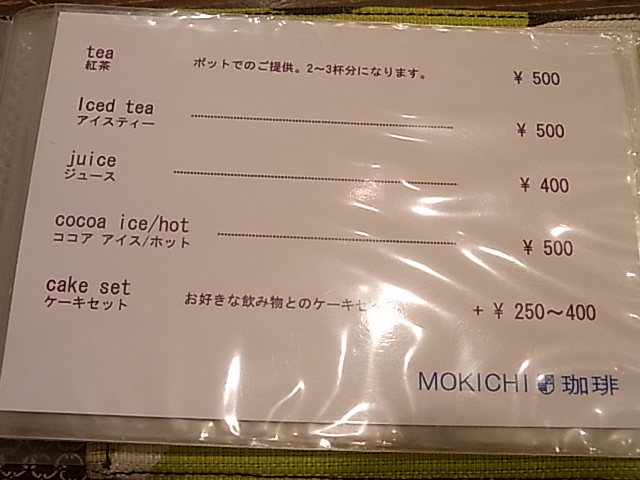 tea
紅茶 ポットでのご提供。2～3杯分になります。 ¥ 500
Iced tea
アイスティー ¥ 500
juice
ジュース ¥ 400
cocoa ice/hot
ココア アイス/ホット ¥ 500
cake set
ケーキセット お好きな飲み物とのケーキセ + ¥ 250～400
MOKICHI 珈琲